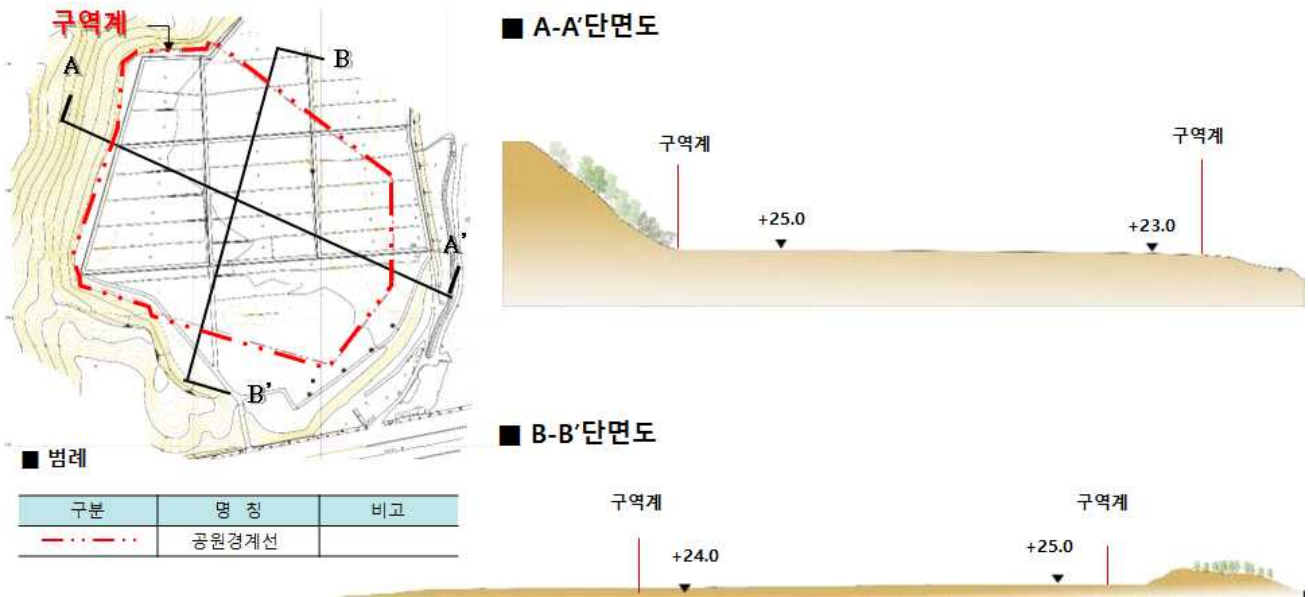 구역계
A
B
A'
B'
■ 범례
구분 명 칭 비고
공원경계선
■ A-A'단면도
구역계
구역계
+25.0
+23.0
■ B-B'단면도
구역계
구역계
+24.0
+25.0